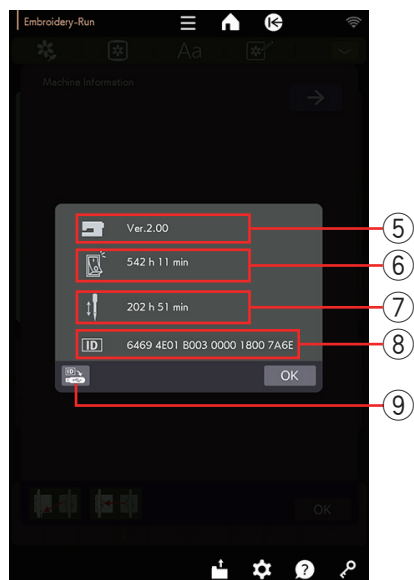 Embroidery-Run
Aa
Machine Information
Ver.2.00
5
542 h 11 min
6
202 h 51 min
7
ID 6469 4E01 B003 0000 1800 7A6E
8
ID
OK
9
OK
?